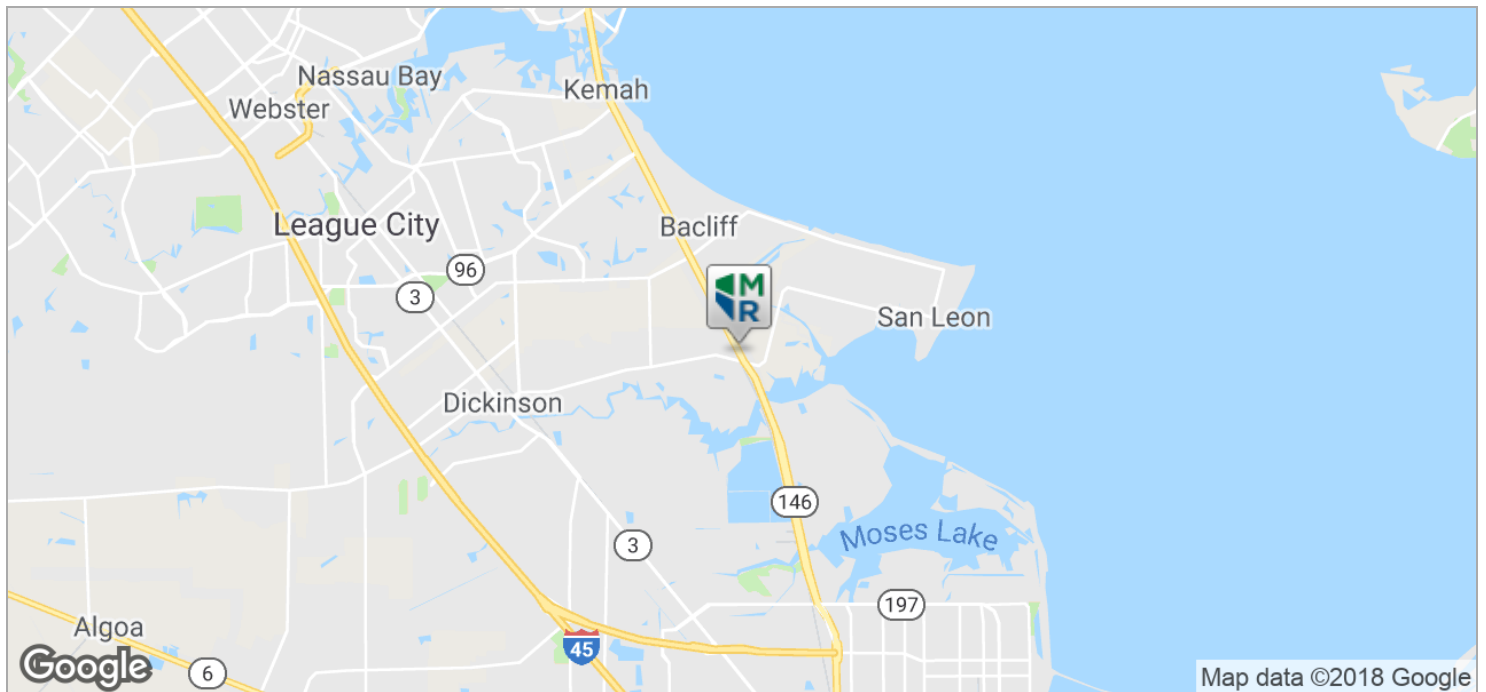 Nassau Bay
Kemah
Webster
League City
Bacliff
96
3
M
R
San Leon
Dickinson
146
Moses Lake
3
197
Algoa
45
6
Google
Map data ©2018 Google